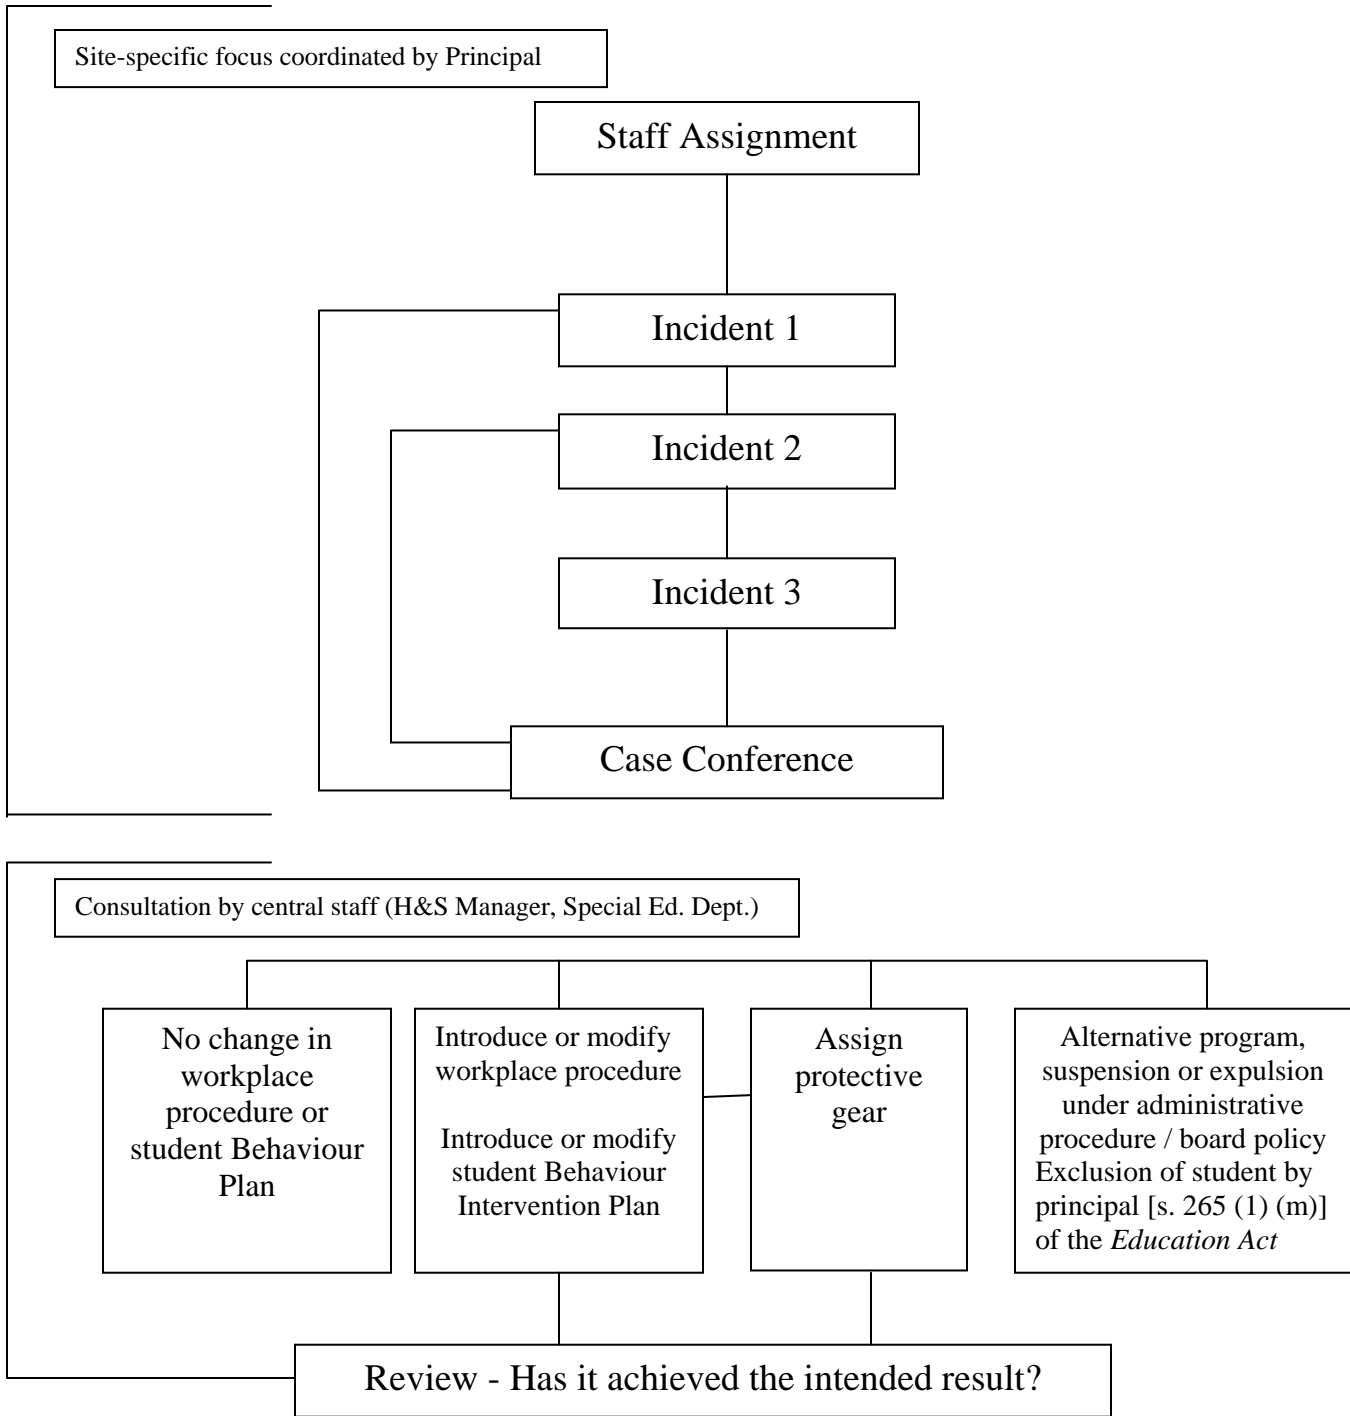 Site-specific focus coordinated by Principal
Staff Assignment
Incident 1
Incident 2
Incident 3
Case Conference
Consultation by central staff (H&S Manager, Special Ed. Dept.)
No change in
workplace
procedure or
student Behaviour
Plan
Introduce or modify
workplace procedure
Introduce or modify
student Behaviour
Intervention Plan
Assign
protective
gear
Alternative program,
suspension or expulsion
under administrative
procedure / board policy
Exclusion of student by
principal [s. 265 (1) (m)]
of the Education Act
Review - Has it achieved the intended result?